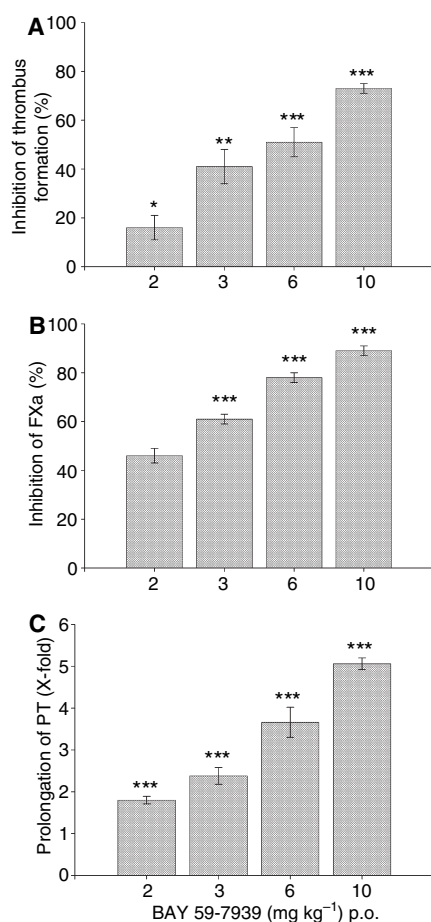 A
Inhibition of thrombus
formation (%)
100
80
60
40
20
0
*
**
***
***
2 3 6 10
B
Inhibition of FXa (%)
100
80
60
40
20
0
***
***
***
2 3 6 10
C
Prolongation of PT (X-fold)
6
5
4
3
2
1
0
***
***
***
***
2 3 6 10
BAY 59-7939 (mg kg⁻¹) p.o.